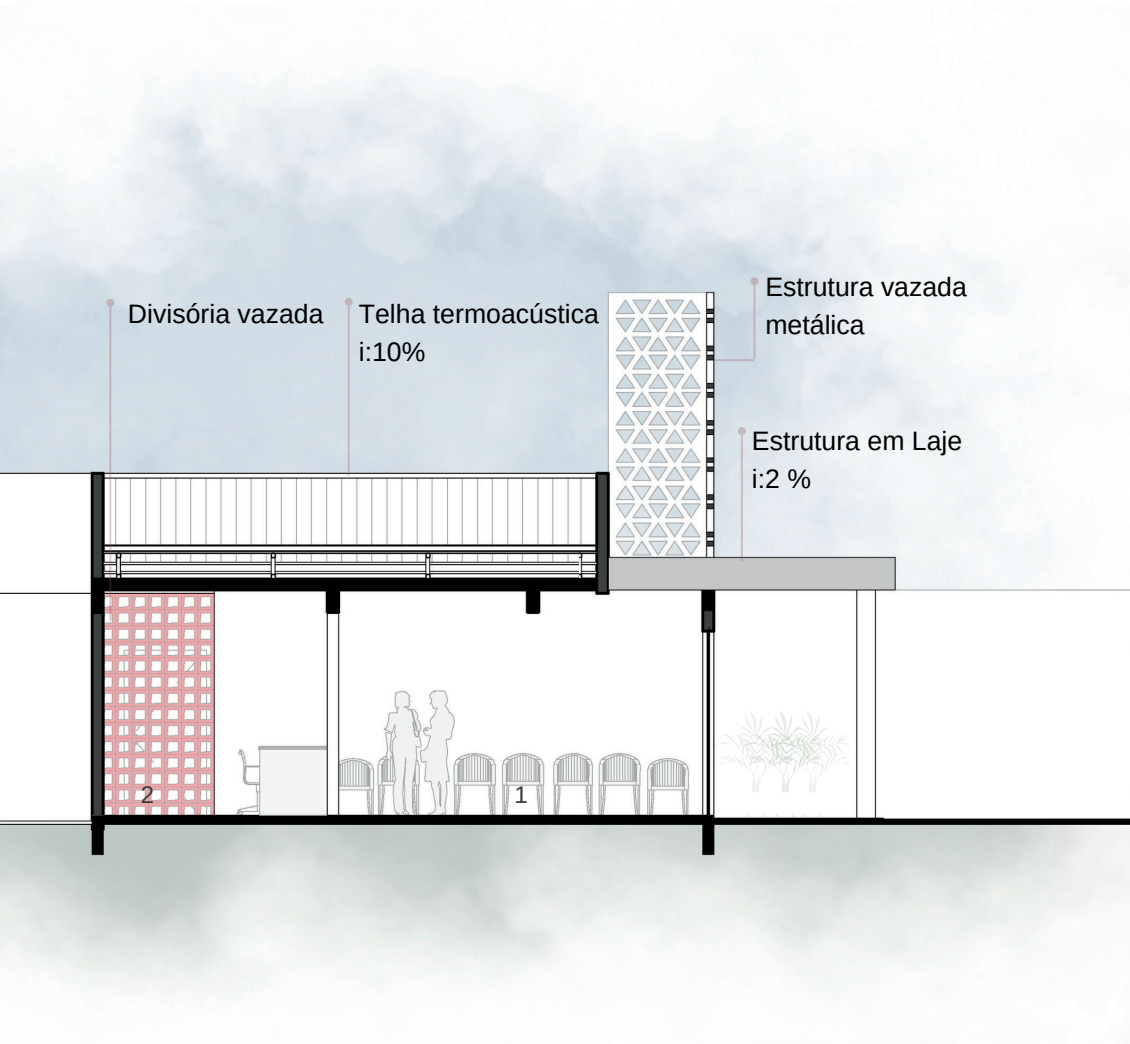 Estrutura vazada
metálica
Divisória vazada
Telha termoacústica
i:10%
Estrutura em Laje
i:2 %
2
1